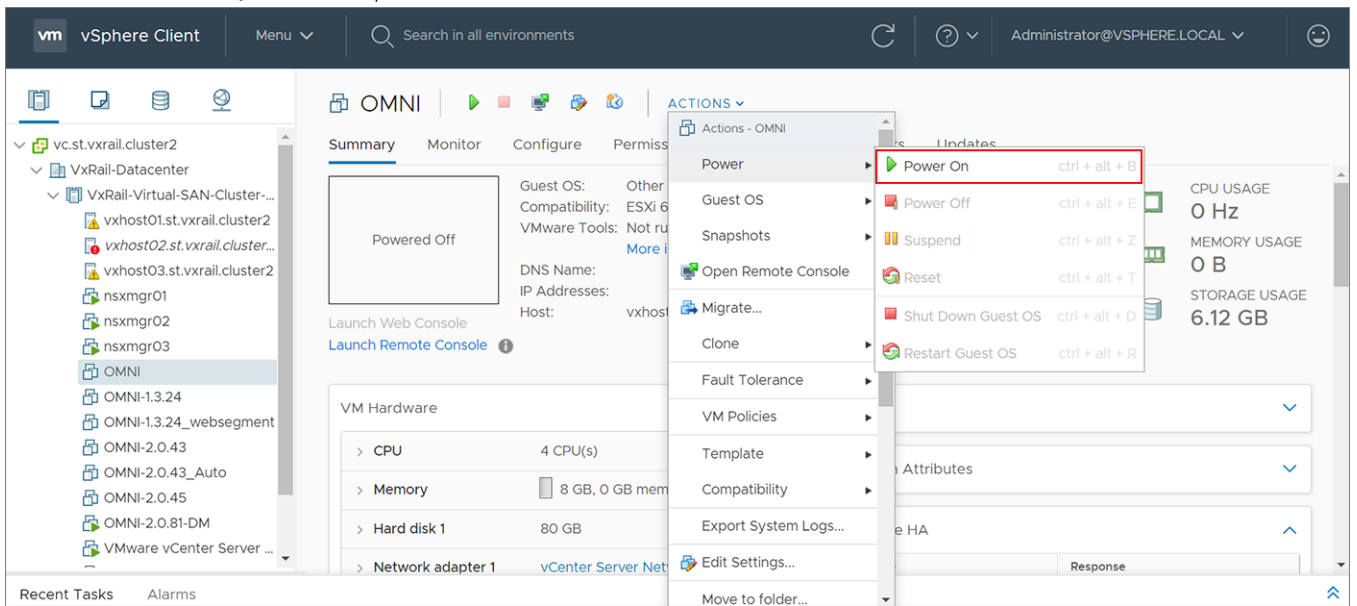 vm vSphere Client Menu Search in all environments Administrator@VSPHERE.LOCAL
OMNI ACTIONS
vc.st.vxrail.cluster2
VxRail-Datacenter
VxRail-Virtual-SAN-Cluster-...
vxhost01.st.vxrail.cluster2
vxhost02.st.vxrail.cluster...
vxhost03.st.vxrail.cluster2
nsxmgr01
nsxmgr02
nsxmgr03
OMNI
OMNI-1.3.24
OMNI-1.3.24_websegment
OMNI-2.0.43
OMNI-2.0.43_Auto
OMNI-2.0.45
OMNI-2.0.81-DM
VMware vCenter Server ...
Summary Monitor Configure Permiss Updates
Powered Off
Guest OS: Other
Compatibility: ESXi 6
VMware Tools: Not ru
More i
DNS Name:
IP Addresses:
Host: vxhost
Launch Web Console
Launch Remote Console
CPU USAGE
0 Hz
MEMORY USAGE
0 B
STORAGE USAGE
6.12 GB
VM Hardware
CPU 4 CPU(s)
Memory 8 GB, 0 GB mem
Hard disk 1 80 GB
Network adapter 1 vCenter Server Net
Actions - OMNI
Power
Guest OS
Snapshots
Open Remote Console
Migrate...
Clone
Fault Tolerance
VM Policies
Template
Compatibility
Export System Logs...
Edit Settings...
Move to folder...
Power On ctrl + alt + B
Power Off ctrl + alt + E
Suspend ctrl + alt + Z
Reset ctrl + alt + T
Shut Down Guest OS ctrl + alt + D
Restart Guest OS ctrl + alt + R
Attributes
e HA
Response
Recent Tasks Alarms